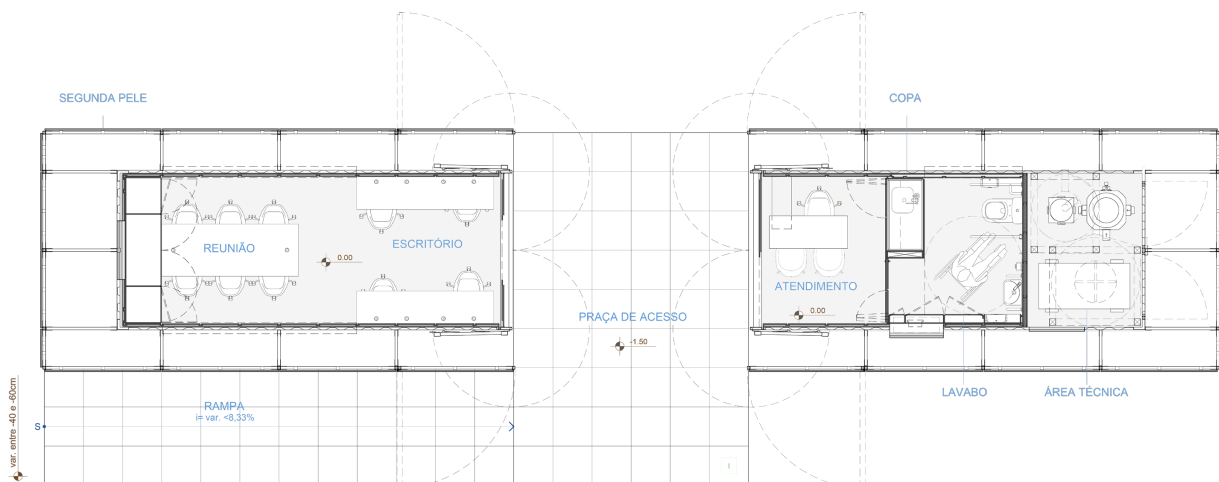 SEGUNDA PELE
COPA
REUNIÃO
ESCRITÓRIO
0.00
ATENDIMENTO
0.00
PRAÇA DE ACESSO
-1.50
LAVABO
ÁREA TÉCNICA
RAMPA
i= var. <8,33%
S
var. entre -40 e -60cm